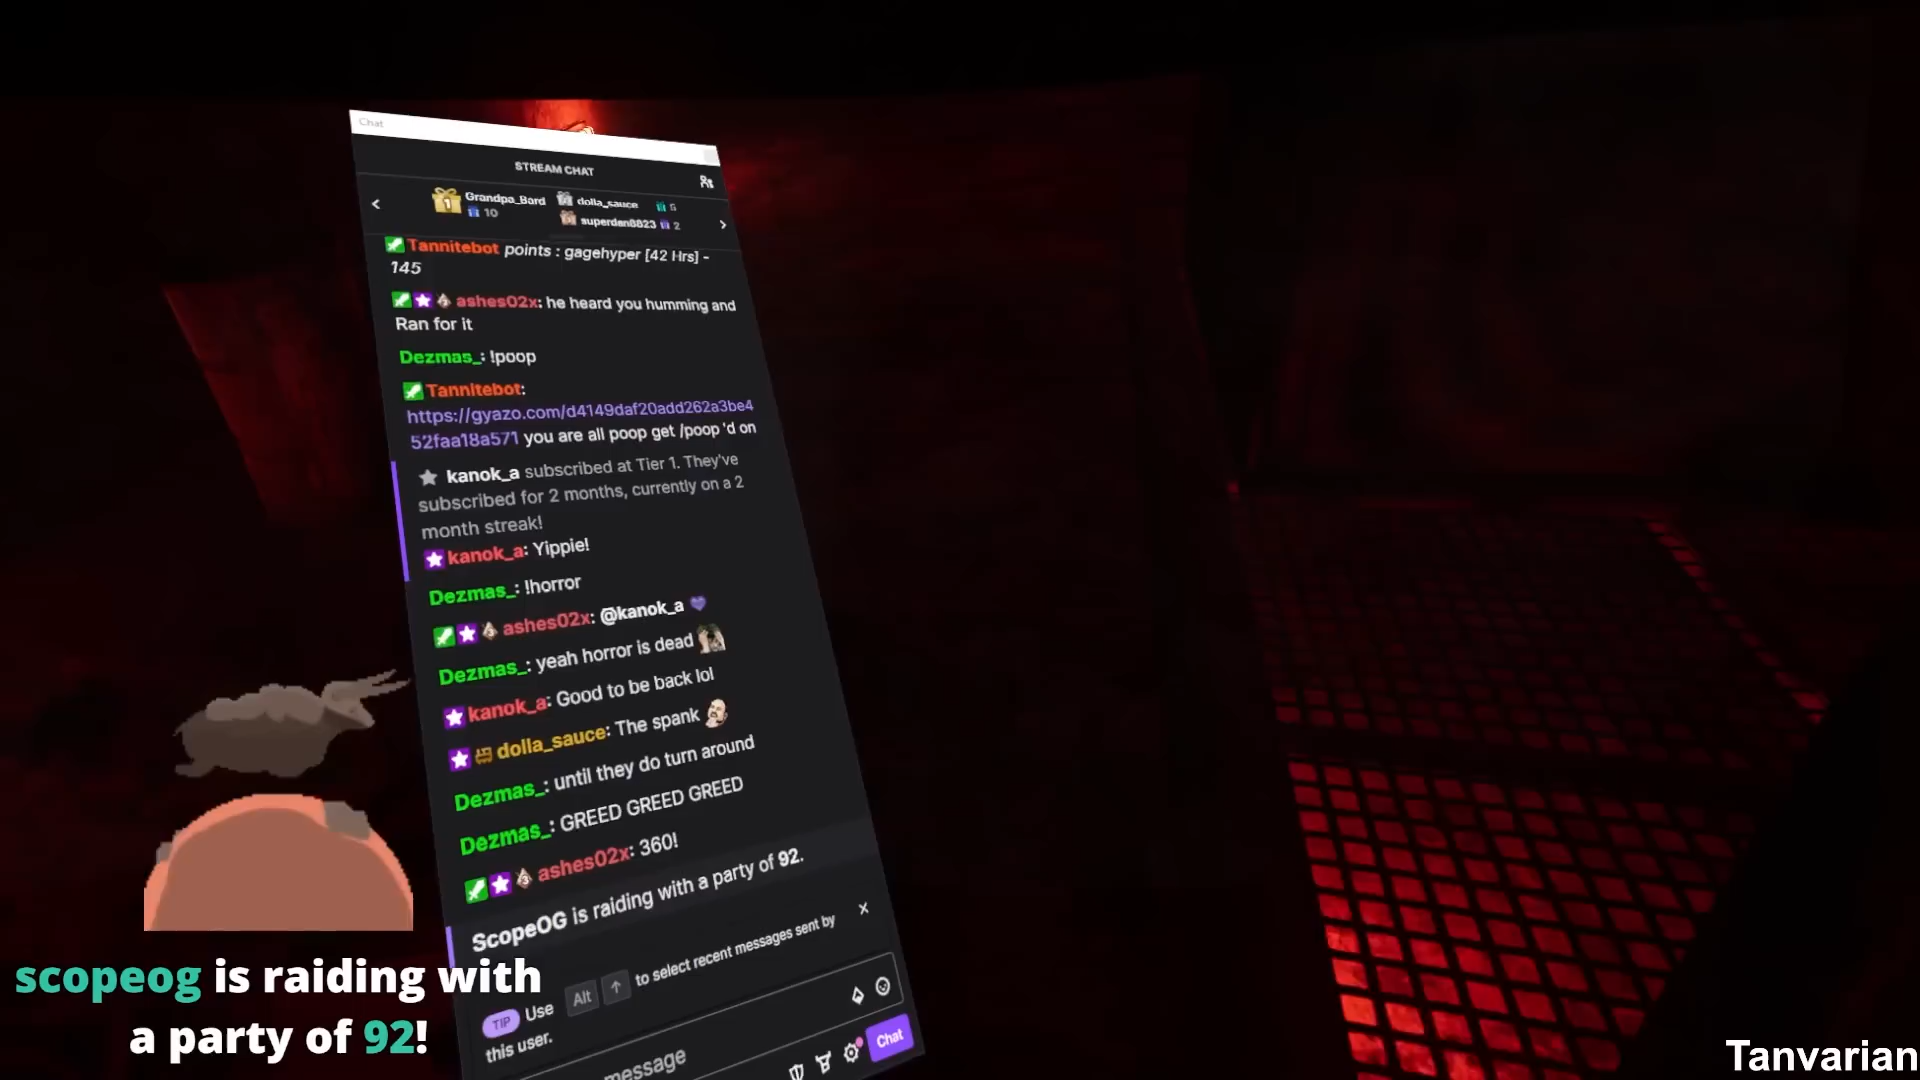 Chat
STREAM CHAT
1 Grandpa_Bard
10
2 dolla_sauce 5
superden8823 2
Tannitebot points : gagehyper [42 Hrs] -
145
ashes02x: he heard you humming and
Ran for it
Dezmas_: !poop
Tannitebot:
https://gyazo.com/d4149daf20add262a3be4
52faa18a571 you are all poop get /poop 'd on
kanok_a subscribed at Tier 1. They've
subscribed for 2 months, currently on a 2
month streak!
kanok_a: Yippie!
Dezmas_: !horror
3 ashes02x: @kanok_a
Dezmas_: yeah horror is dead
kanok_a: Good to be back lol
dolla_sauce: The spank
Dezmas_: until they do turn around
Dezmas_: GREED GREED GREED
3 ashes02x: 360!
ScopeOG is raiding with a party of 92.
TIP Use Alt ↑ to select recent messages sent by
this user.
message
Chat
scopeog is raiding with
a party of 92!
Tanvarian